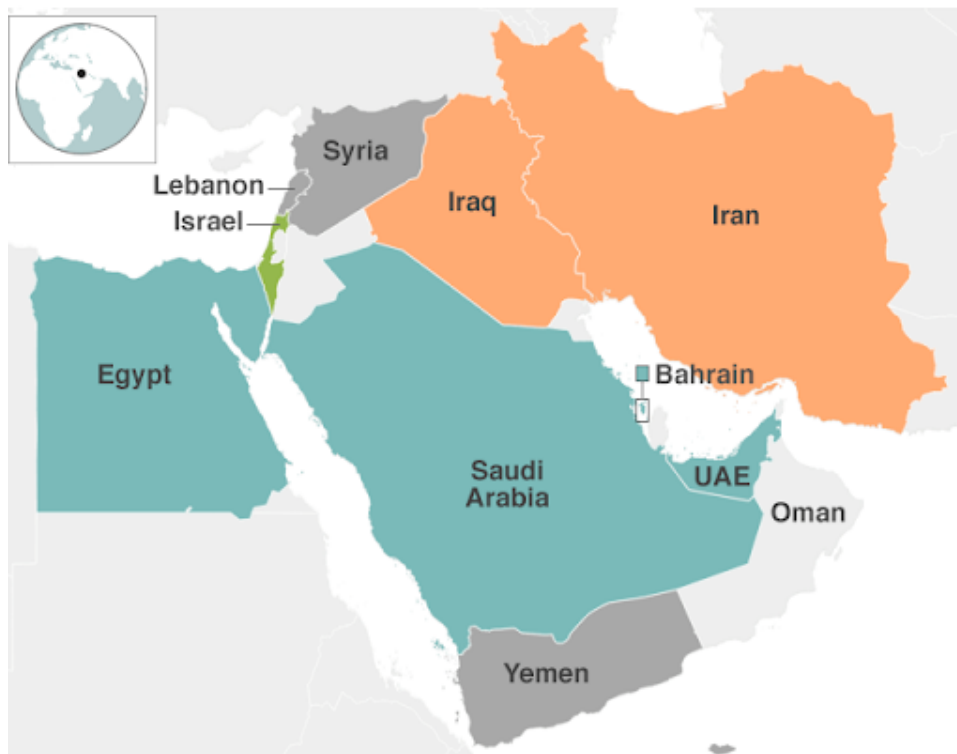 Syria
Lebanon
Israel
Iraq
Iran
Egypt
Bahrain
Saudi
Arabia
UAE
Oman
Yemen